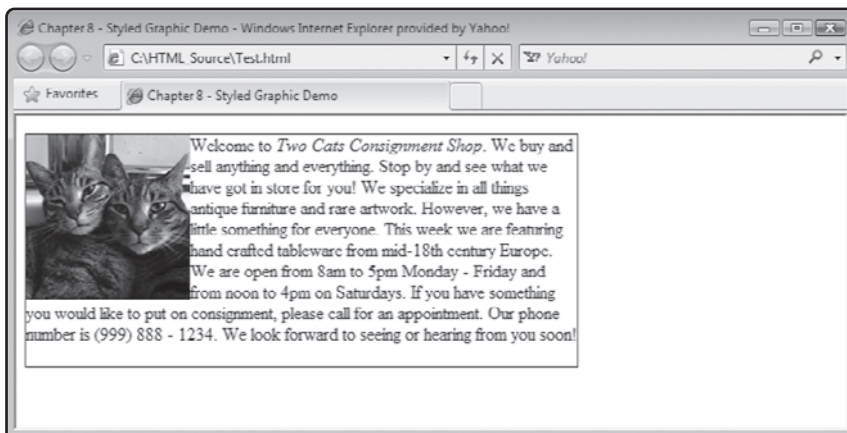 Chapter 8 - Styled Graphic Demo - Windows Internet Explorer provided by Yahoo!
C:\HTML_Source\Test.html
Yahoo!
Favorites
Chapter 8 - Styled Graphic Demo
Welcome to Two Cats Consignment Shop. We buy and
sell anything and everything. Stop by and see what we
have got in store for you! We specialize in all things
antique furniture and rare artwork. However, we have a
little something for everyone. This week we are featuring
hand crafted tableware from mid-18th century Europe.
We are open from 8am to 5pm Monday - Friday and
from noon to 4pm on Saturdays. If you have something
you would like to put on consignment, please call for an appointment. Our phone
number is (999) 888 - 1234. We look forward to seeing or hearing from you soon!